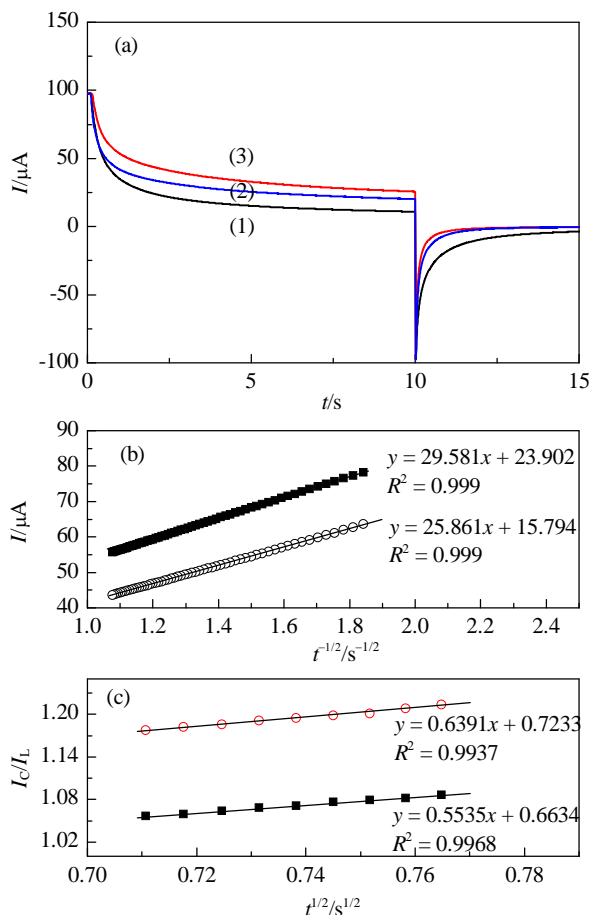 (a)
150
100
50
0
-50
-100
I/μA
(3)
(2)
(1)
0
5
10
15
t/s
(b)
90
80
70
60
50
40
I/μA
y = 29.581x + 23.902
R² = 0.999
y = 25.861x + 15.794
R² = 0.999
1.0
1.2
1.4
1.6
1.8
2.0
2.2
2.4
t⁻¹/²/s⁻¹/²
(c)
1.20
1.14
1.08
1.02
I_C/I_L
y = 0.6391x + 0.7233
R² = 0.9937
y = 0.5535x + 0.6634
R² = 0.9968
0.70
0.72
0.74
0.76
0.78
t¹/²/s¹/²